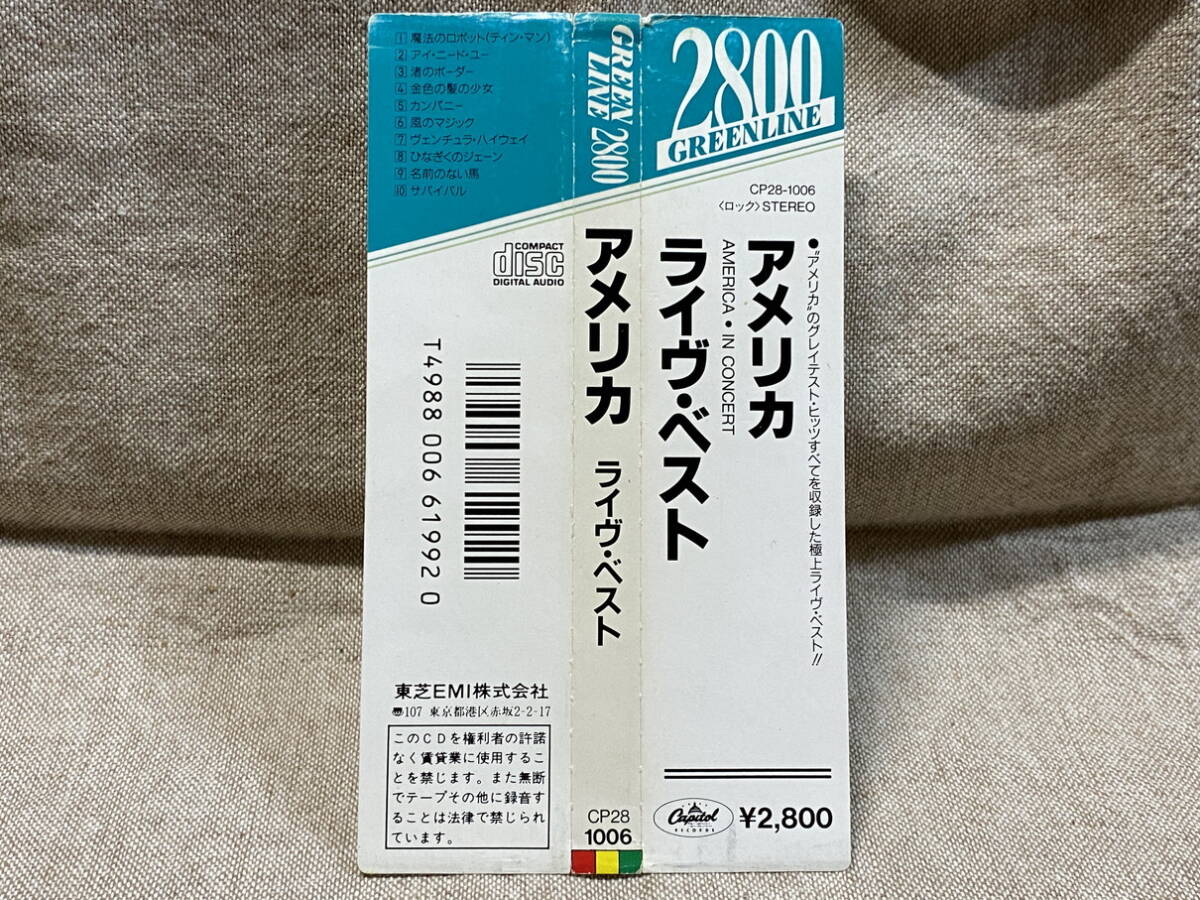 1 魔法のロボット(ティン・マン)
2 アイ・ニード・ユー
3 渚のボーダー
4 金色の髪の少女
5 カンパニー
6 風のマジック
7 ヴェンチュラ・ハイウェイ
8 ひなぎくのジェーン
9 名前のない馬
10 サバイバル
COMPACT
disc
DIGITAL AUDIO
T4988 006 61992 0
東芝EMI株式会社
〠107 東京都港区赤坂2-2-17
このCDを権利者の許諾
なく賃貸業に使用するこ
とを禁じます。また無断
でテープその他に録音す
ることは法律で禁じられ
ています。
GREEN LINE 2800
アメリカ ライヴ・ベスト
CP28
1006
2800
GREENLINE
CP28-1006
〈ロック〉STEREO
●"アメリカ"のグレイテスト・ヒッツすべてを収録した極上ライヴ・ベスト!!
アメリカ
AMERICA・IN CONCERT
ライヴ・ベスト
Capitol
RECORDS
¥2,800